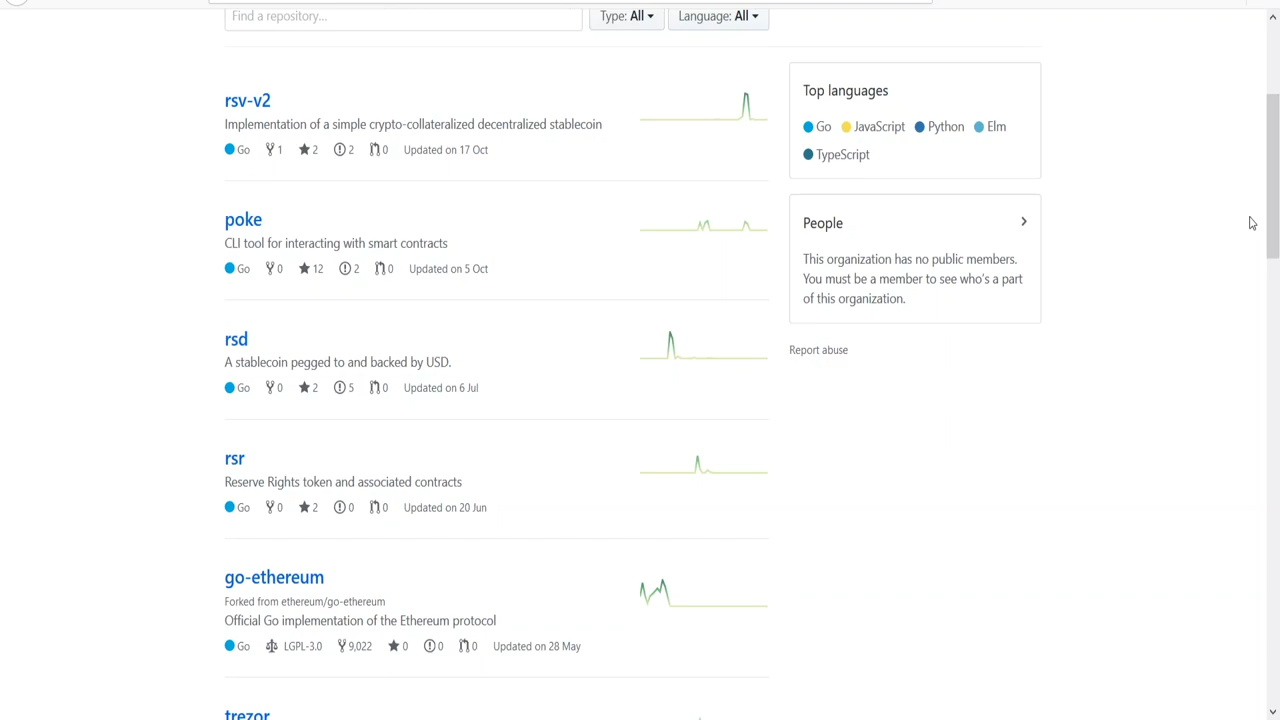 Find a repository...
Type: All
Language: All
rsv-v2
Implementation of a simple crypto-collateralized decentralized stablecoin
Go 1 2 2 0 Updated on 17 Oct
poke
CLI tool for interacting with smart contracts
Go 0 12 2 0 Updated on 5 Oct
rsd
A stablecoin pegged to and backed by USD.
Go 0 2 5 0 Updated on 6 Jul
rsr
Reserve Rights token and associated contracts
Go 0 2 0 0 Updated on 20 Jun
go-ethereum
Forked from ethereum/go-ethereum
Official Go implementation of the Ethereum protocol
Go LGPL-3.0 9,022 0 0 0 Updated on 28 May
trezor
Top languages
Go JavaScript Python Elm
TypeScript
People
This organization has no public members.
You must be a member to see who's a part
of this organization.
Report abuse